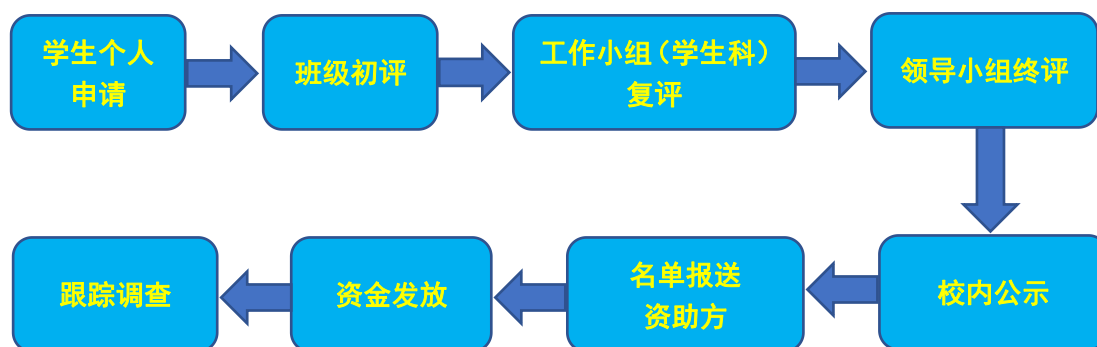 学生个人
申请
班级初评
工作小组（学生科）
复评
领导小组终评
校内公示
名单报送
资助方
资金发放
跟踪调查